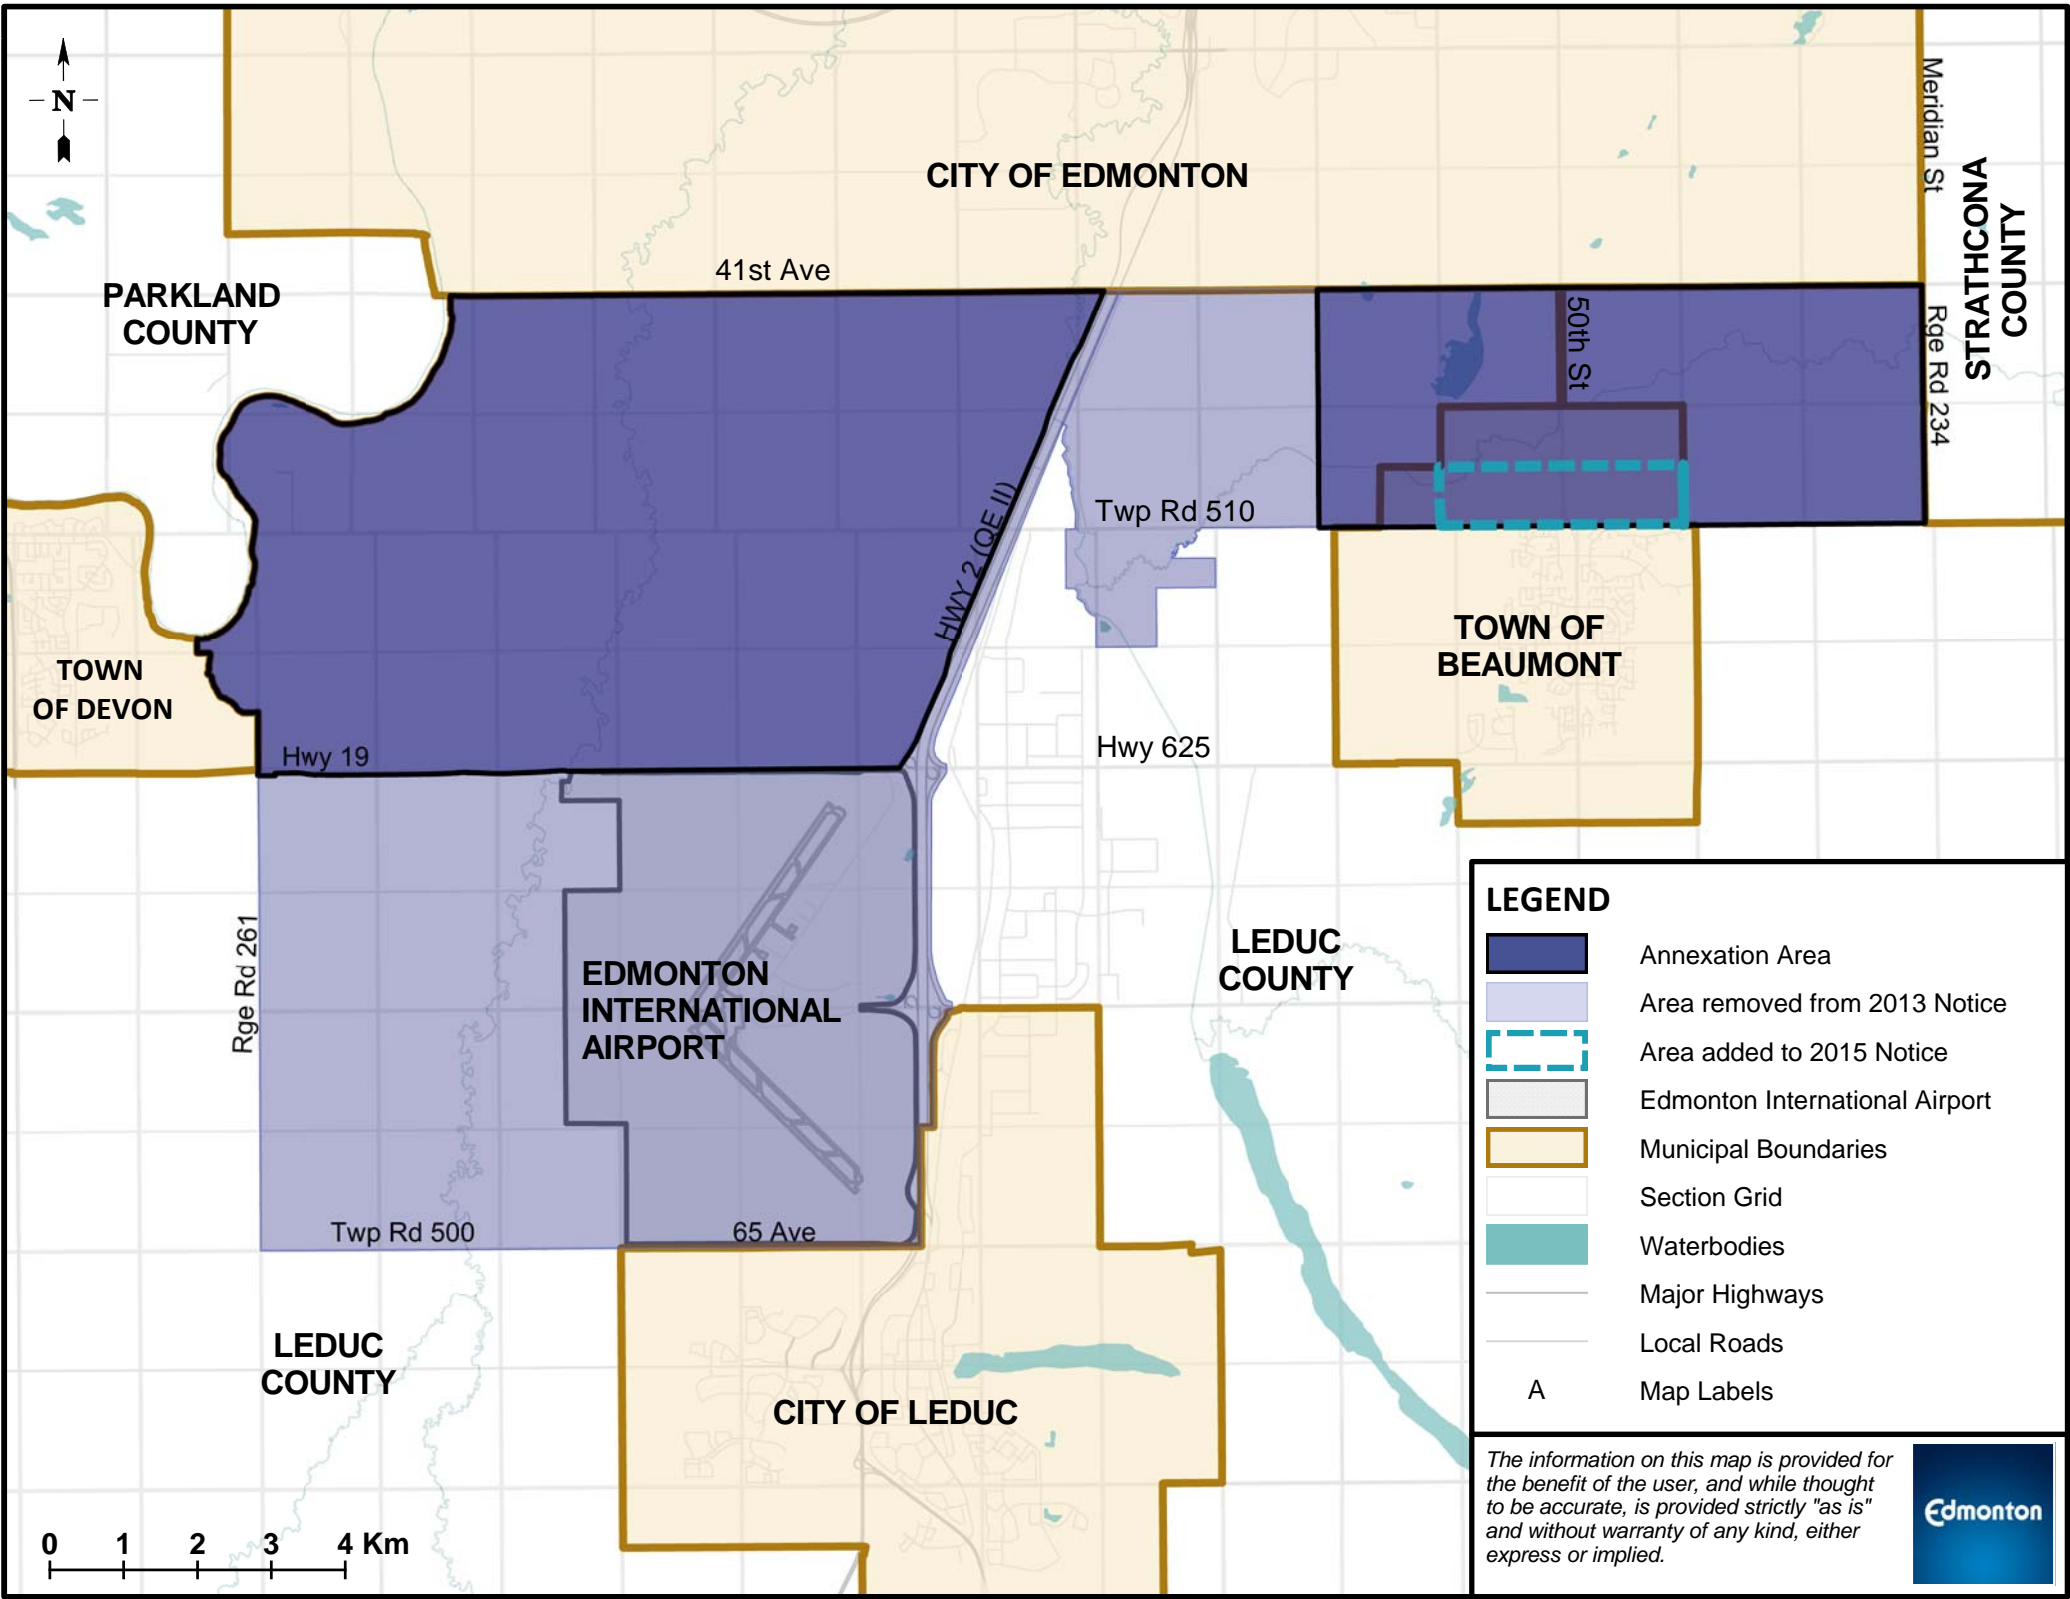 N
CITY OF EDMONTON
Meridian St
STRATHCONA
COUNTY
41st Ave
PARKLAND
COUNTY
50th St
Rge Rd 234
HWY 2 (QE II)
Twp Rd 510
TOWN OF
BEAUMONT
TOWN
OF DEVON
Hwy 19
Hwy 625
Rge Rd 261
EDMONTON
INTERNATIONAL
AIRPORT
LEDUC
COUNTY
Twp Rd 500
65 Ave
LEDUC
COUNTY
CITY OF LEDUC
0 1 2 3 4 Km
LEGEND
Annexation Area
Area removed from 2013 Notice
Area added to 2015 Notice
Edmonton International Airport
Municipal Boundaries
Section Grid
Waterbodies
Major Highways
Local Roads
A Map Labels
The information on this map is provided for
the benefit of the user, and while thought
to be accurate, is provided strictly "as is"
and without warranty of any kind, either
express or implied.
Edmonton